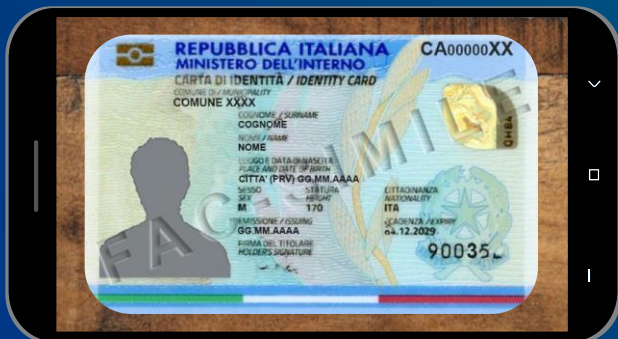 REPUBBLICA ITALIANA
MINISTERO DELL'INTERNO
CA00000XX
CARTA DI IDENTITÀ / IDENTITY CARD
COMUNE DI / MUNICIPALITY
COMUNE XXXX
COGNOME / SURNAME
COGNOME
NOME / NAME
NOME
LUOGO E DATA DI NASCITA
PLACE AND DATE OF BIRTH
CITTA' (PRV) GG.MM.AAAA
SESSO STATURA CITTADINANZA
SEX HEIGHT NATIONALITY
M 170 ITA
EMISSIONE / ISSUING SCADENZA / EXPIRY
GG.MM.AAAA 04.12.2029
FIRMA DEL TITOLARE
HOLDER'S SIGNATURE
90035
FAC-SIMILE